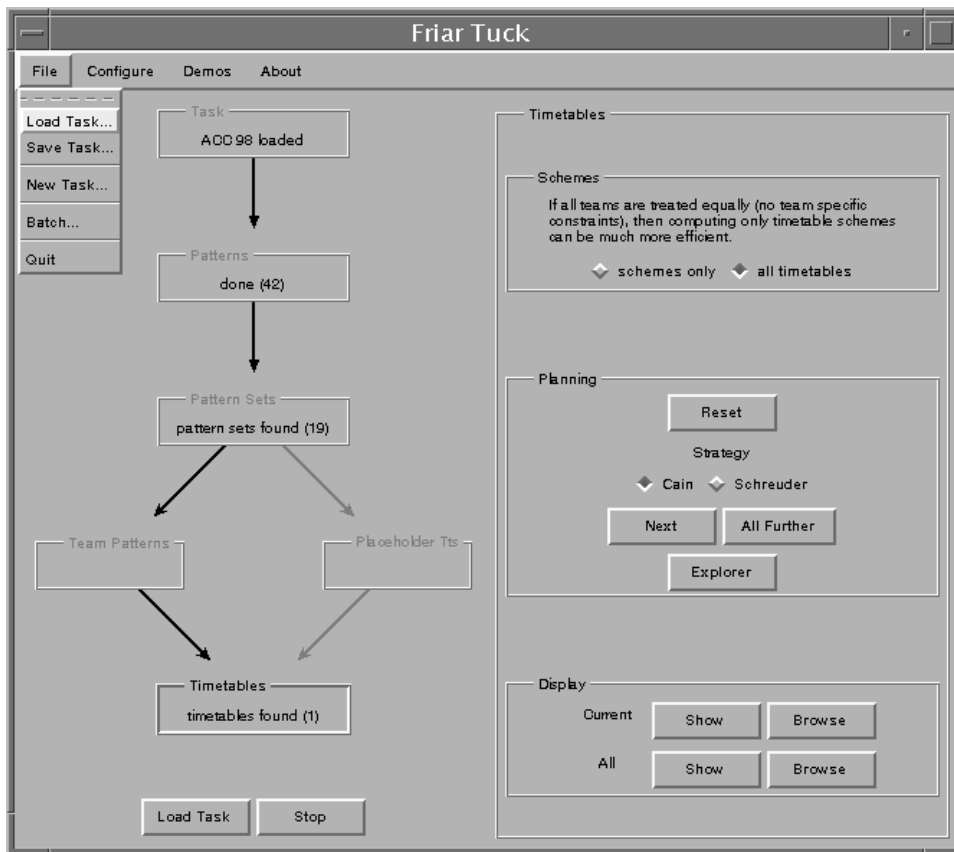 Friar Tuck
File Configure Demos About
Load Task...
Save Task...
New Task...
Batch...
Quit
Task
ACC 98 loaded
Patterns
done (42)
Pattern Sets
pattern sets found (19)
Team Patterns
Placeholder Tts
Timetables
timetables found (1)
Load Task
Stop
Timetables
Schemes
If all teams are treated equally (no team specific
constraints), then computing only timetable schemes
can be much more efficient.
schemes only all timetables
Planning
Reset
Strategy
Cain Schreuder
Next All Further
Explorer
Display
Current Show Browse
All Show Browse